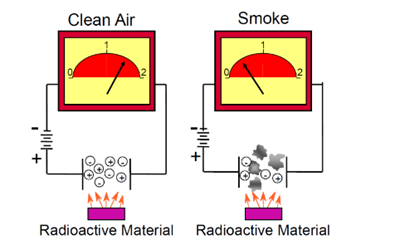 Clean Air
Smoke
1
0 2
1
0 2
-
+
-
+
Radioactive Material
Radioactive Material